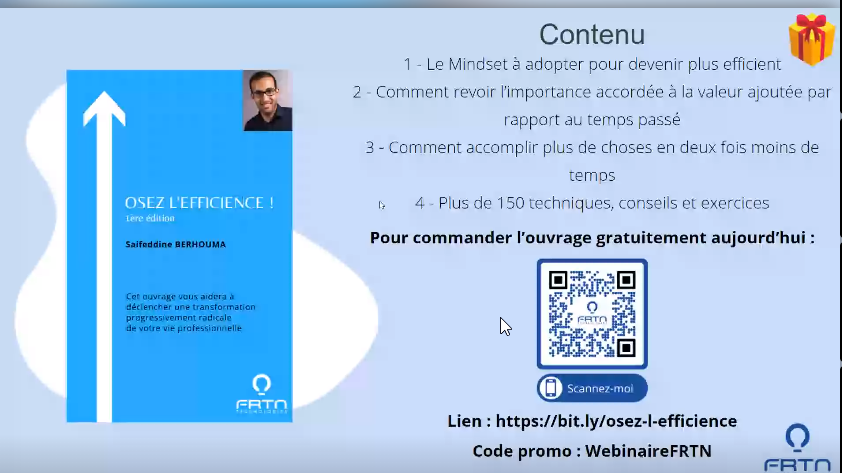 Contenu
1 - Le Mindset à adopter pour devenir plus efficient
2 - Comment revoir l'importance accordée à la valeur ajoutée par
rapport au temps passé
3 - Comment accomplir plus de choses en deux fois moins de
temps
4 - Plus de 150 techniques, conseils et exercices
Pour commander l'ouvrage gratuitement aujourd'hui :
FRTN
Scannez-moi
Lien : https://bit.ly/osez-l-efficience
Code promo : WebinaireFRTN
FRTN
OSEZ L'EFFICIENCE !
1ère édition
Saifeddine BERHOUMA
Cet ouvrage vous aidera à
déclencher une transformation
progressivement radicale
de votre vie professionnelle
FRTN
TECHNOLOGIES